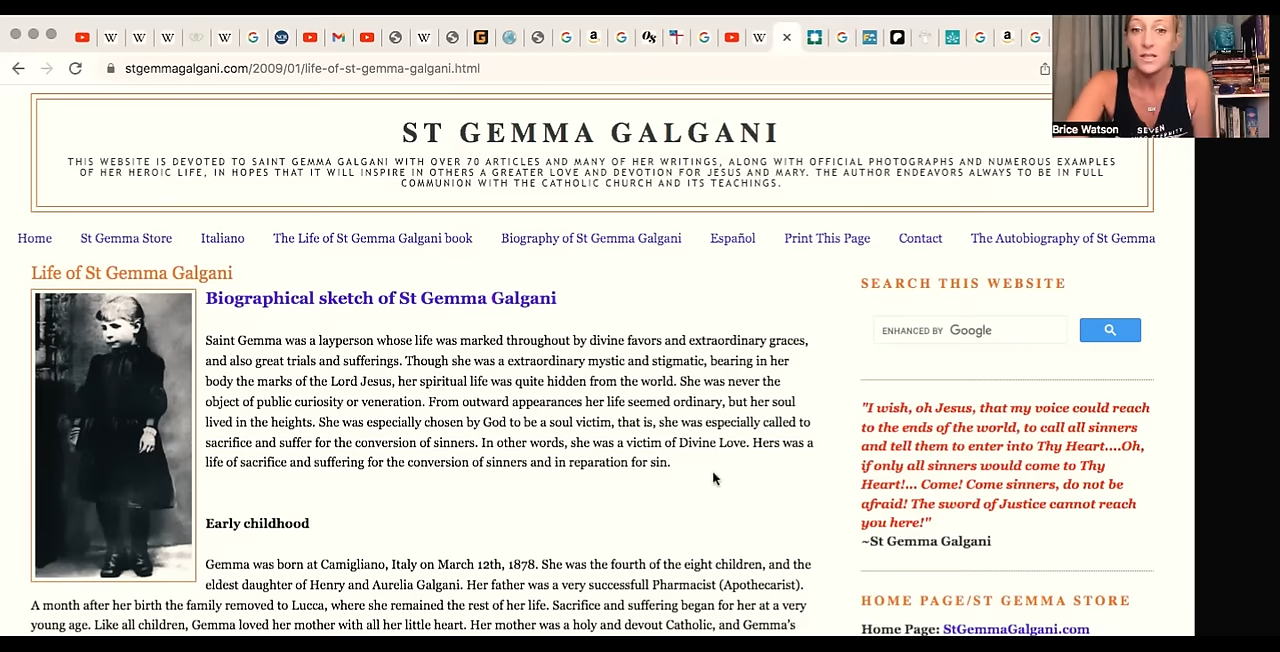 stgemmagalgani.com/2009/01/life-of-st-gemma-galgani.html
Brice Watson
SEVEN
ST GEMMA GALGANI
THIS WEBSITE IS DEVOTED TO SAINT GEMMA GALGANI WITH OVER 70 ARTICLES AND MANY OF HER WRITINGS, ALONG WITH OFFICIAL PHOTOGRAPHS AND NUMEROUS EXAMPLES
OF HER HEROIC LIFE, IN HOPES THAT IT WILL INSPIRE IN OTHERS A GREATER LOVE AND DEVOTION FOR JESUS AND MARY. THE AUTHOR ENDEAVORS ALWAYS TO BE IN FULL
COMMUNION WITH THE CATHOLIC CHURCH AND ITS TEACHINGS.
Home St Gemma Store Italiano The Life of St Gemma Galgani book Biography of St Gemma Galgani Español Print This Page Contact The Autobiography of St Gemma
Life of St Gemma Galgani
Biographical sketch of St Gemma Galgani
Saint Gemma was a layperson whose life was marked throughout by divine favors and extraordinary graces,
and also great trials and sufferings. Though she was a extraordinary mystic and stigmatic, bearing in her
body the marks of the Lord Jesus, her spiritual life was quite hidden from the world. She was never the
object of public curiosity or veneration. From outward appearances her life seemed ordinary, but her soul
lived in the heights. She was especially chosen by God to be a soul victim, that is, she was especially called to
sacrifice and suffer for the conversion of sinners. In other words, she was a victim of Divine Love. Hers was a
life of sacrifice and suffering for the conversion of sinners and in reparation for sin.
Early childhood
Gemma was born at Camigliano, Italy on March 12th, 1878. She was the fourth of the eight children, and the
eldest daughter of Henry and Aurelia Galgani. Her father was a very successfull Pharmacist (Apothecarist).
A month after her birth the family removed to Lucca, where she remained the rest of her life. Sacrifice and suffering began for her at a very
young age. Like all children, Gemma loved her mother with all her little heart. Her mother was a holy and devout Catholic, and Gemma's
SEARCH THIS WEBSITE
ENHANCED BY Google
"I wish, oh Jesus, that my voice could reach
to the ends of the world, to call all sinners
and tell them to enter into Thy Heart....Oh,
if only all sinners would come to Thy
Heart!... Come! Come sinners, do not be
afraid! The sword of Justice cannot reach
you here!"
~St Gemma Galgani
HOME PAGE/ST GEMMA STORE
Home Page: StGemmaGalgani.com